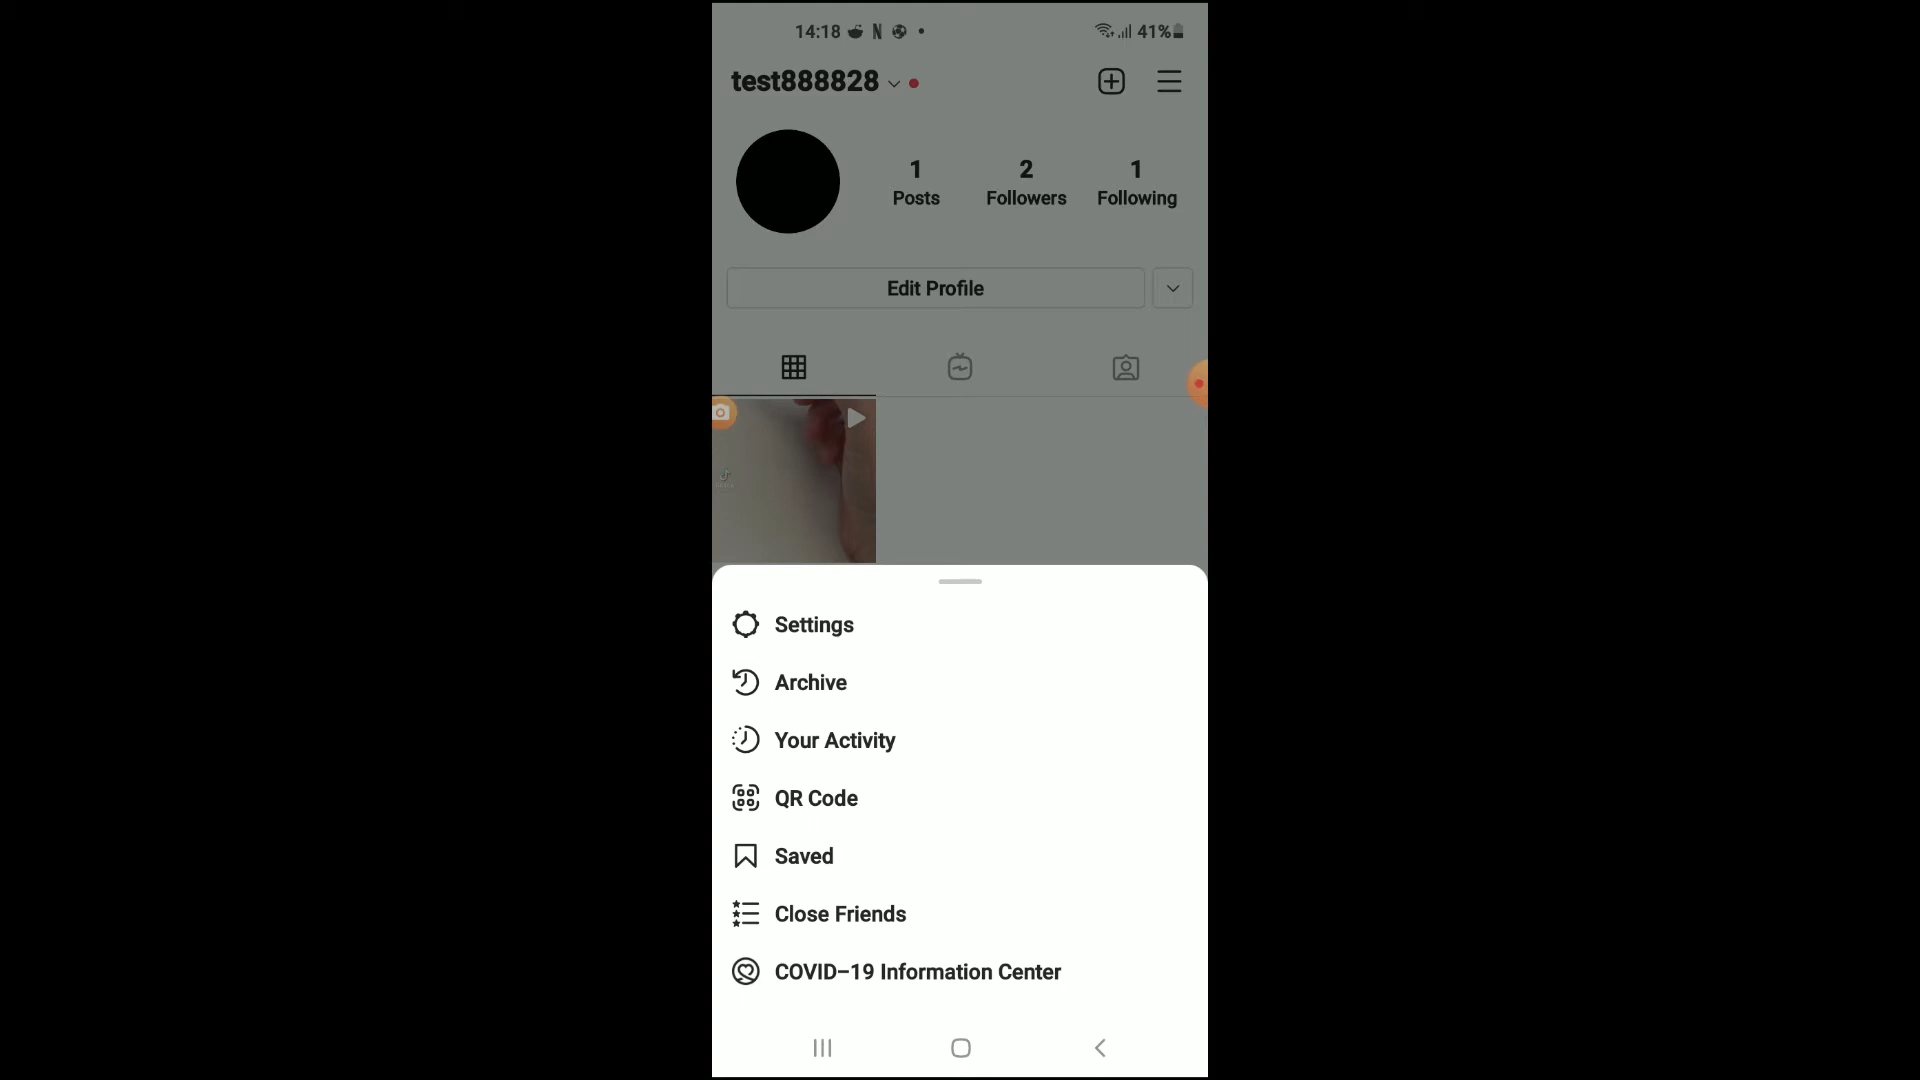 14:18 N 41%
test888828
1 2 1
Posts Followers Following
Edit Profile
Settings
Archive
Your Activity
QR Code
Saved
Close Friends
COVID-19 Information Center